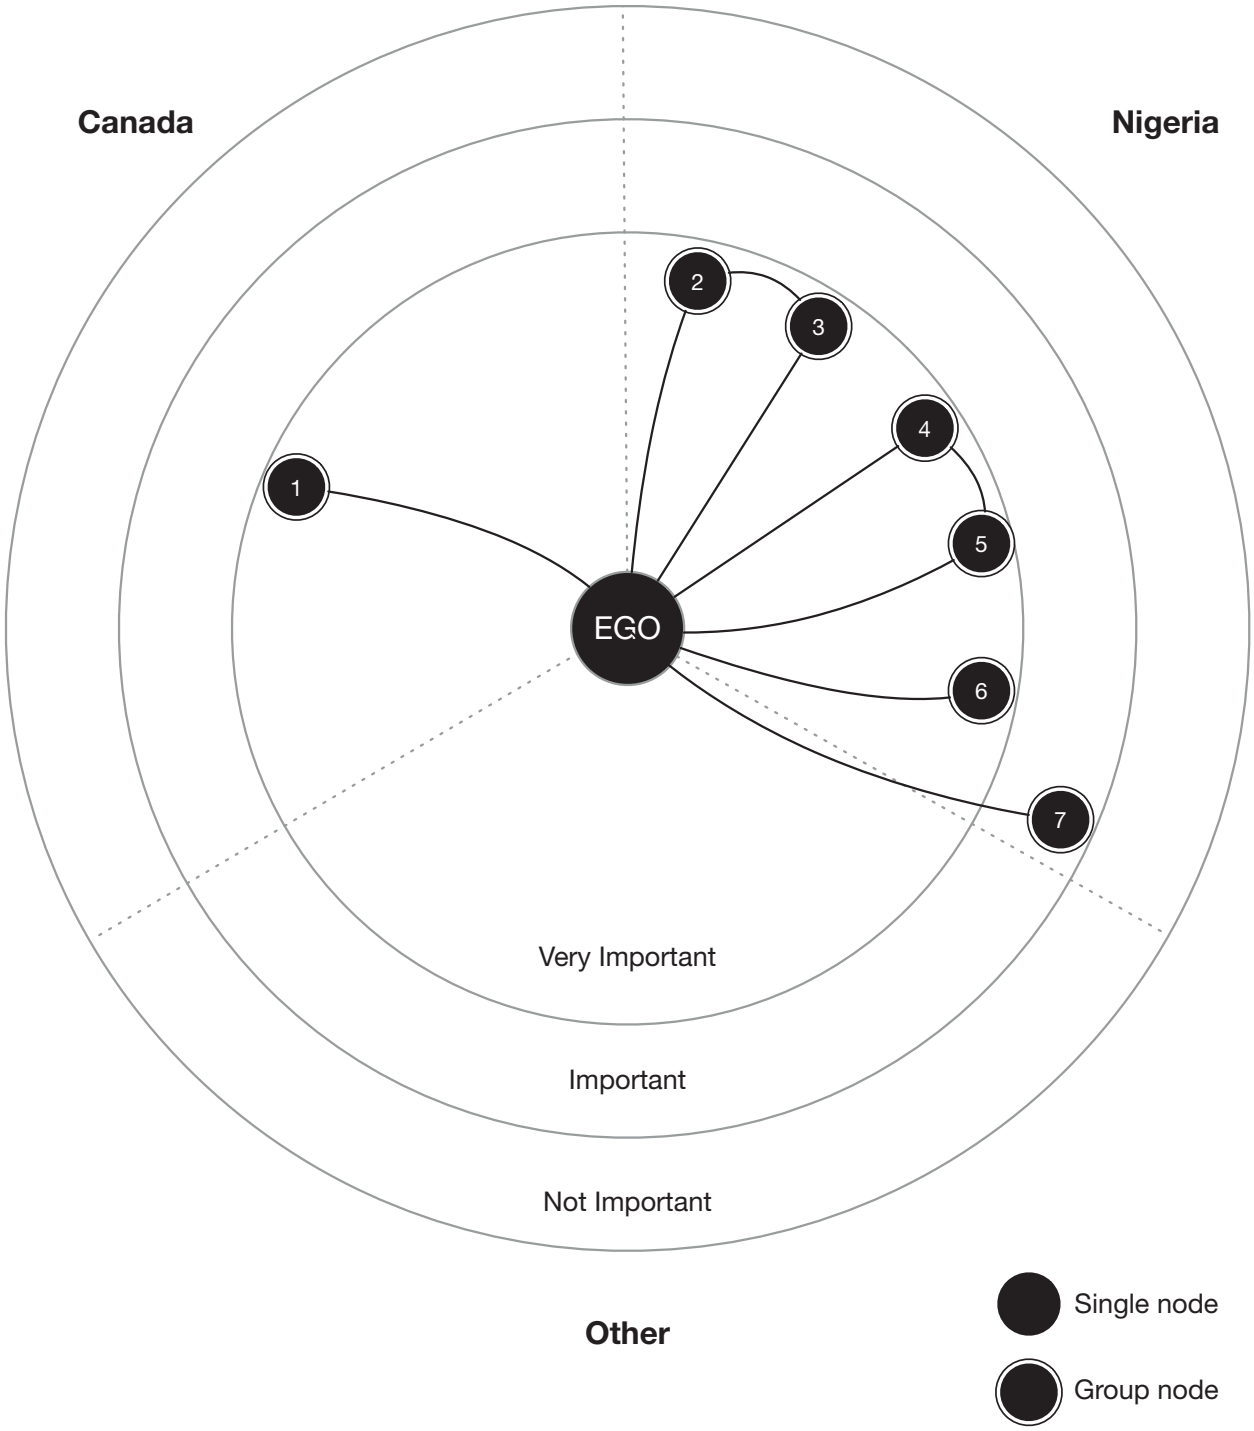 Canada
Nigeria
2
3
4
1
5
EGO
6
7
Very Important
Important
Not Important
Single node
Other
Group node